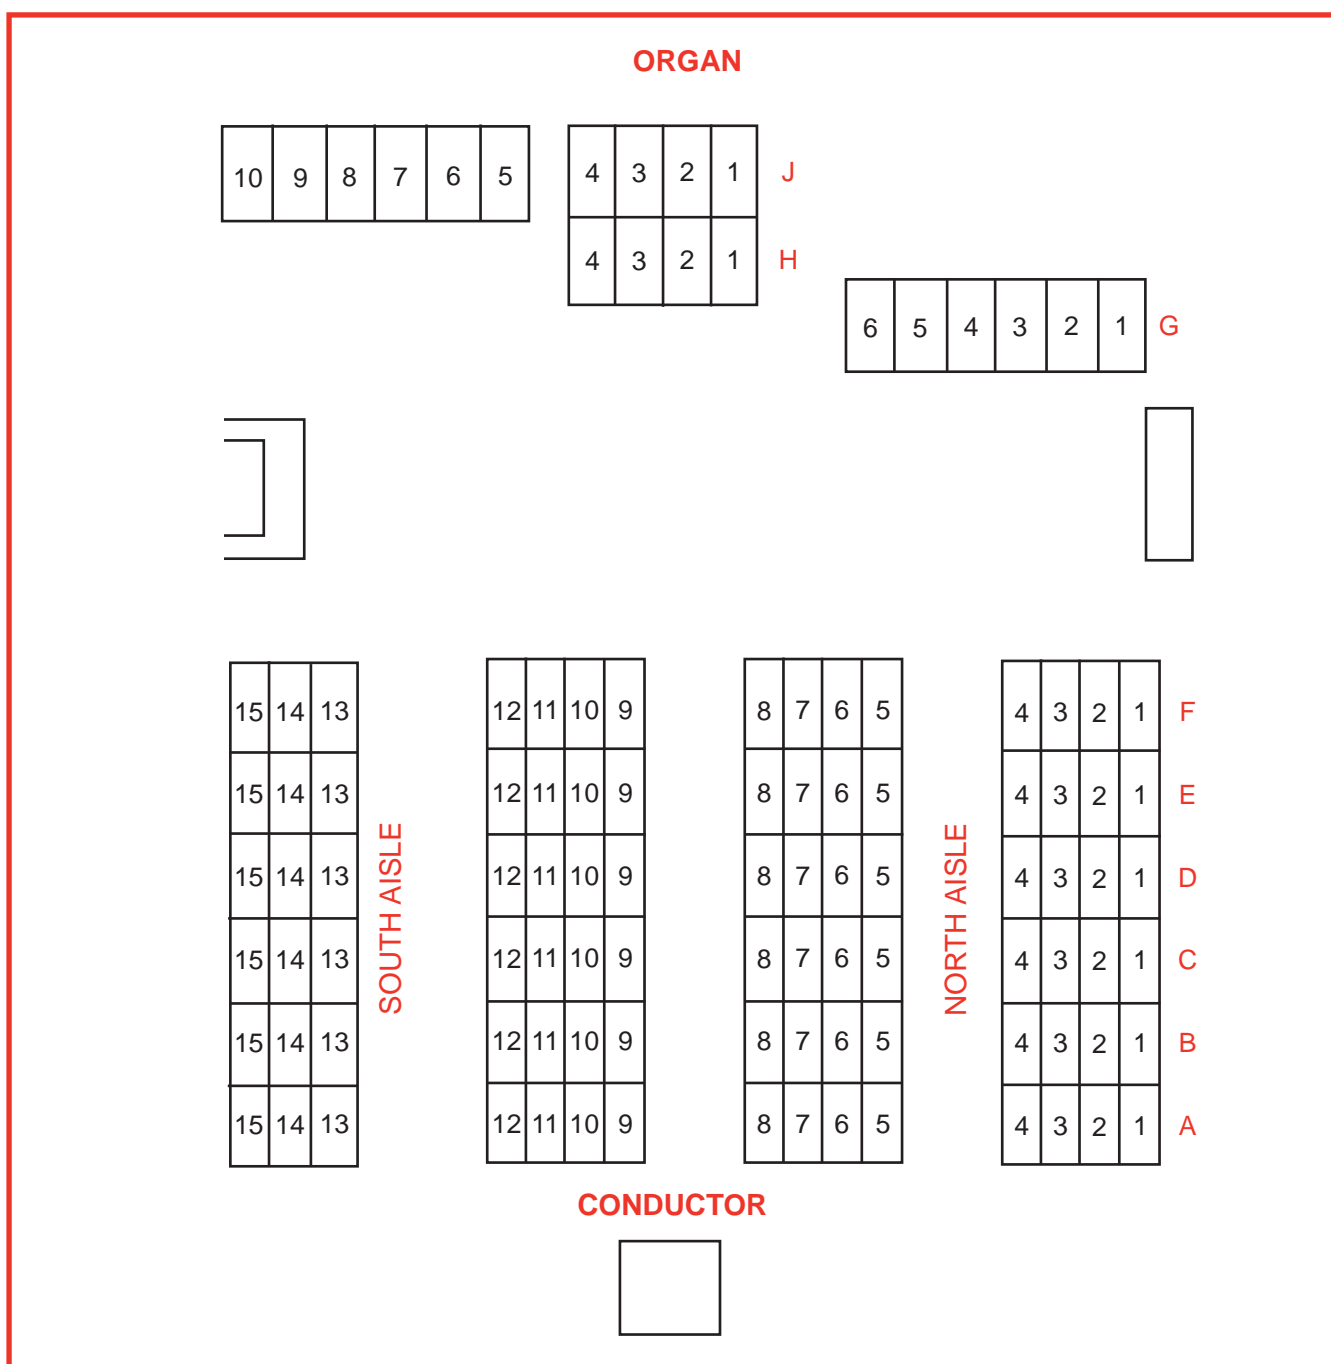 ORGAN
10 9 8 7 6 5 4 3 2 1 J
4 3 2 1 H
6 5 4 3 2 1 G
15 14 13 12 11 10 9 8 7 6 5 4 3 2 1 F
15 14 13 12 11 10 9 8 7 6 5 4 3 2 1 E
15 14 13 12 11 10 9 8 7 6 5 4 3 2 1 D
15 14 13 12 11 10 9 8 7 6 5 4 3 2 1 C
15 14 13 12 11 10 9 8 7 6 5 4 3 2 1 B
15 14 13 12 11 10 9 8 7 6 5 4 3 2 1 A
SOUTH AISLE
NORTH AISLE
CONDUCTOR